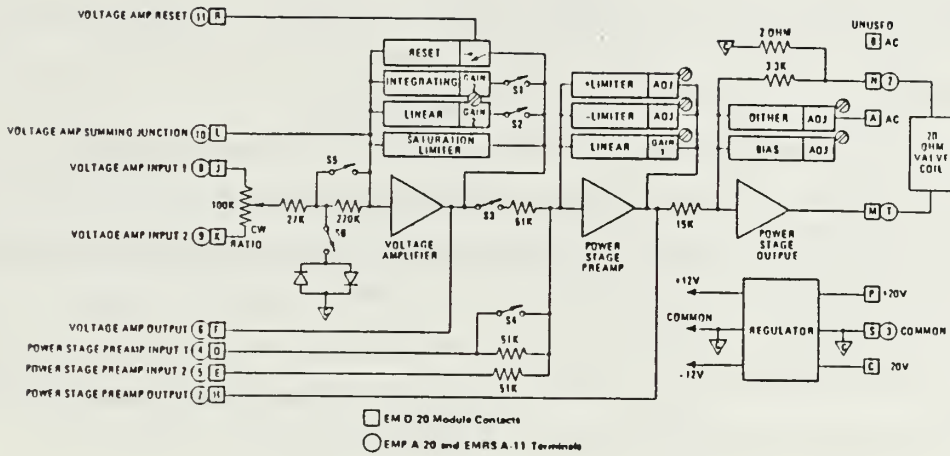 VOLTAGE AMP RESET 11 R
RESET
INTEGRATING GAIN
S1
LINEAR GAIN 2
S2
SATURATION LIMITER
VOLTAGE AMP SUMMING JUNCTION 10 L
VOLTAGE AMP INPUT 1 8 J
100K
CW
RATIO
VOLTAGE AMP INPUT 2 9 K
27K
S5
270K
S6
C
VOLTAGE AMPLIFIER
S3
61K
+LIMITER ADJ
-LIMITER ADJ
LINEAR GAIN 1
POWER STAGE PREAMP
15K
C
2 OHM
3.3K
UNUSED
B AC
N 2
DITHER ADJ
A AC
BIAS ADJ
20 OHM VALVE COIL
M 1
POWER STAGE OUTPUT
VOLTAGE AMP OUTPUT 6 F
POWER STAGE PREAMP INPUT 1 4 D
S4
51K
POWER STAGE PREAMP INPUT 2 5 E
51K
POWER STAGE PREAMP OUTPUT 7 H
+12V
COMMON
C
-12V
REGULATOR
P +20V
S 3 COMMON
C
C 20V
EM D 20 Module Contacts
EMP A 20 and EMRS A-11 Terminals